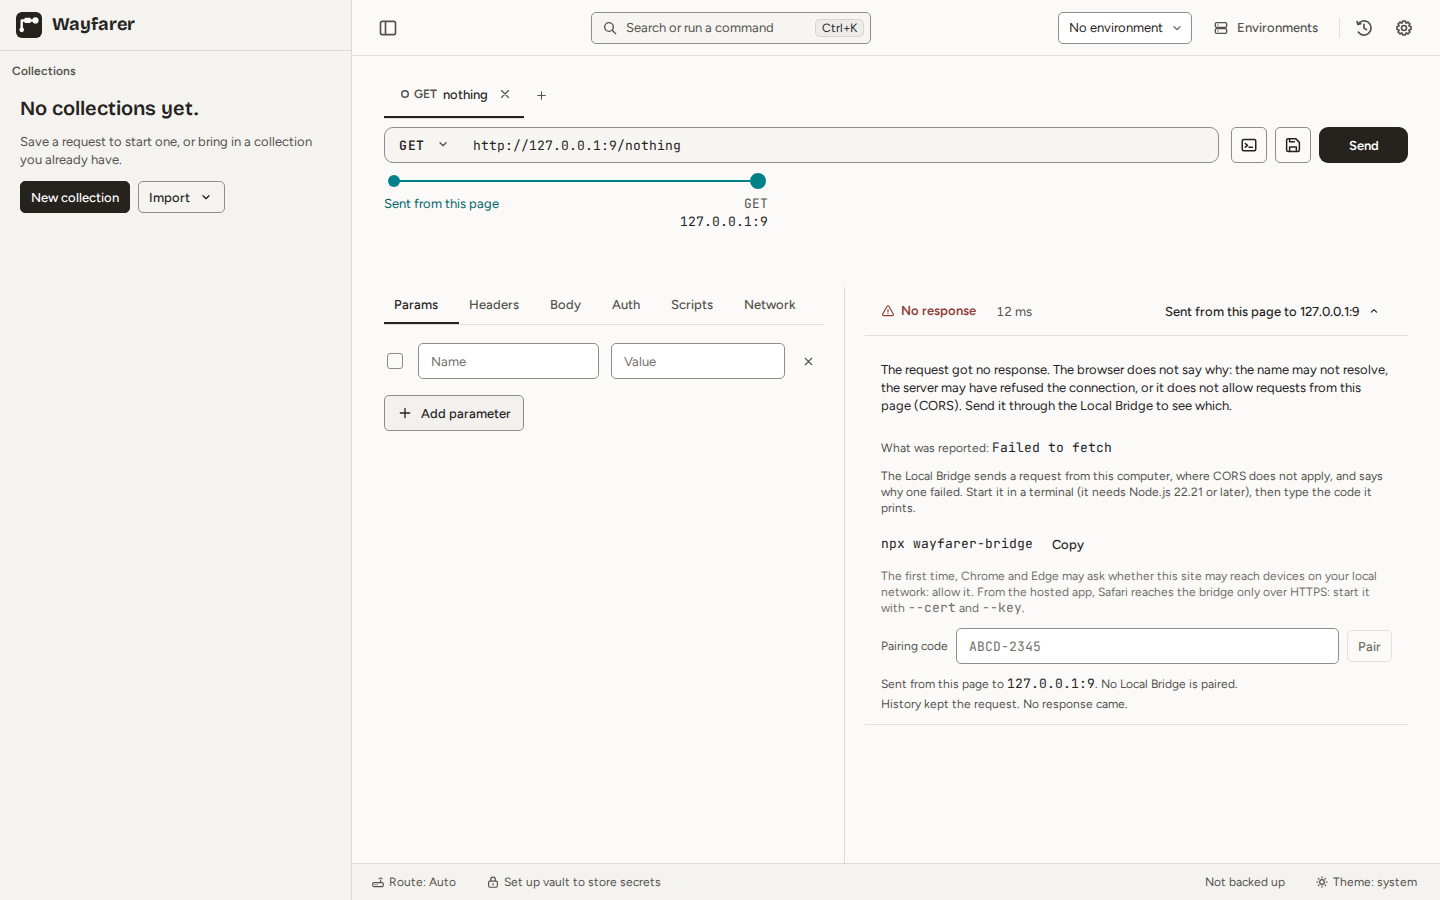 Wayfarer
Search or run a command Ctrl+K
No environment
Environments
Collections
No collections yet.
Save a request to start one, or bring in a collection
you already have.
New collection
Import
GET nothing
GET http://127.0.0.1:9/nothing
Send
Sent from this page
GET
127.0.0.1:9
Params Headers Body Auth Scripts Network
Name
Value
Add parameter
No response 12 ms
Sent from this page to 127.0.0.1:9
The request got no response. The browser does not say why: the name may not resolve,
the server may have refused the connection, or it does not allow requests from this
page (CORS). Send it through the Local Bridge to see which.
What was reported: Failed to fetch
The Local Bridge sends a request from this computer, where CORS does not apply, and says
why one failed. Start it in a terminal (it needs Node.js 22.21 or later), then type the code it
prints.
npx wayfarer-bridge Copy
The first time, Chrome and Edge may ask whether this site may reach devices on your local
network: allow it. From the hosted app, Safari reaches the bridge only over HTTPS: start it
with --cert and --key.
Pairing code ABCD-2345 Pair
Sent from this page to 127.0.0.1:9. No Local Bridge is paired.
History kept the request. No response came.
Route: Auto
Set up vault to store secrets
Not backed up
Theme: system